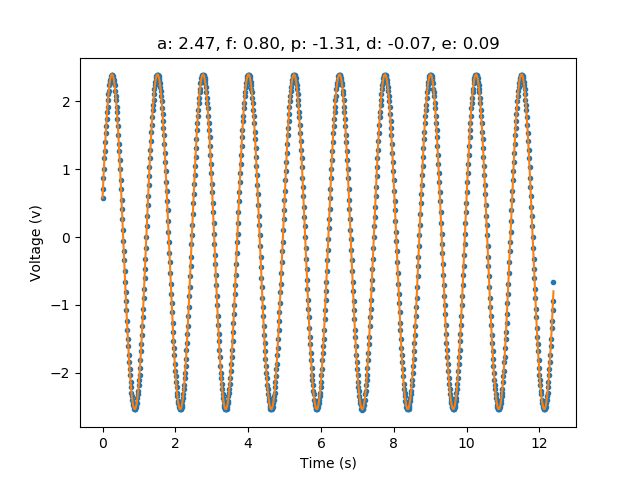 a: 2.47, f: 0.80, p: -1.31, d: -0.07, e: 0.09
2
1
0
−1
−2
Voltage (v)
0 2 4 6 8 10 12
Time (s)